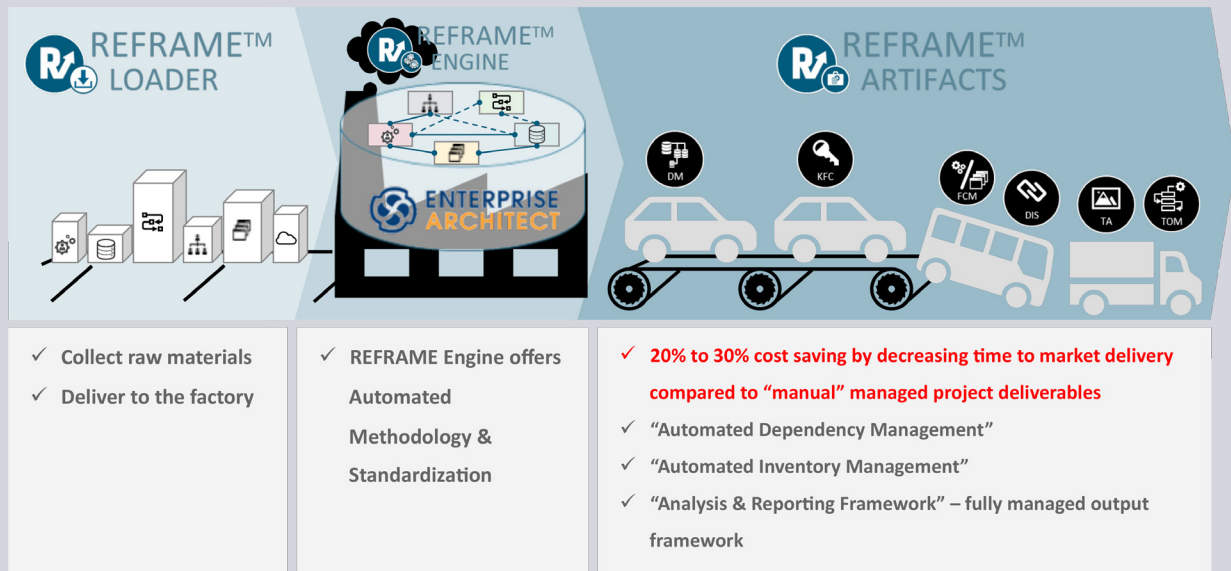 REFRAME™
LOADER
REFRAME™
ENGINE
REFRAME™
ARTIFACTS
DM
KFC
FCM
DIS
TA
TOM
ENTERPRISE
ARCHITECT
✓ Collect raw materials
✓ Deliver to the factory
✓ REFRAME Engine offers
Automated
Methodology &
Standardization
✓ 20% to 30% cost saving by decreasing time to market delivery
compared to “manual” managed project deliverables
✓ “Automated Dependency Management”
✓ “Automated Inventory Management”
✓ “Analysis & Reporting Framework” – fully managed output
framework